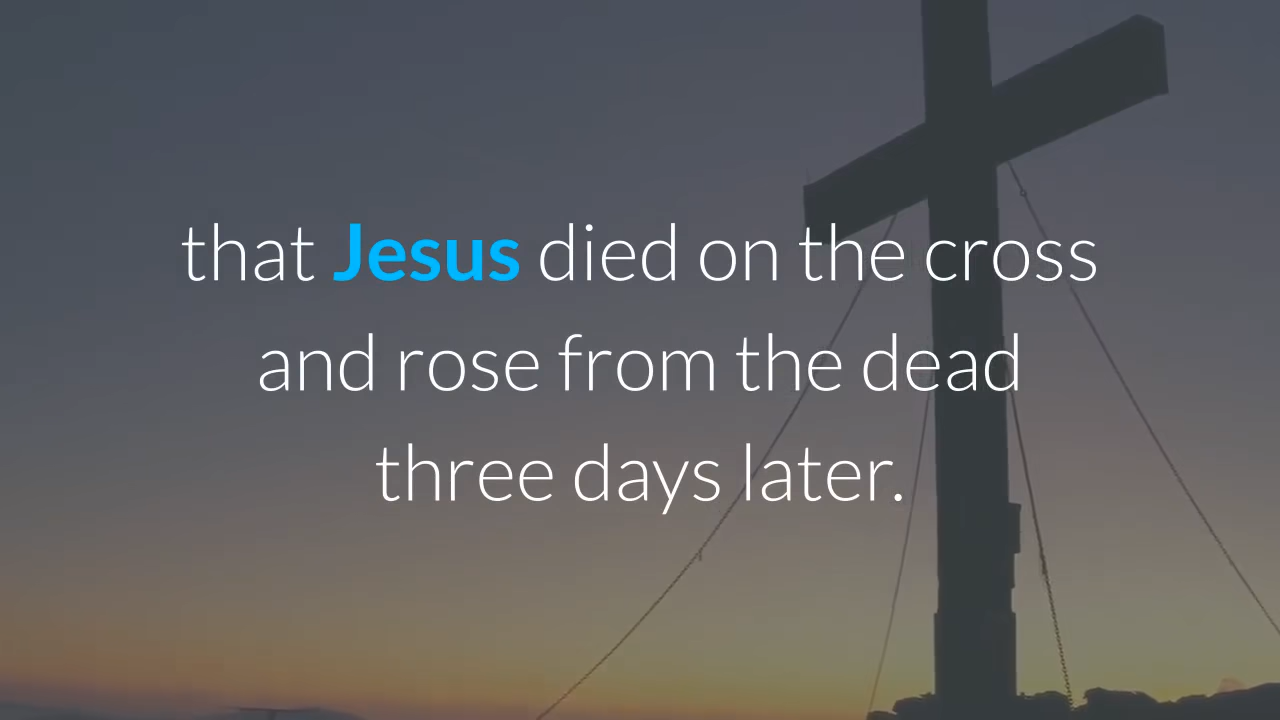 that Jesus died on the cross
and rose from the dead
three days later.